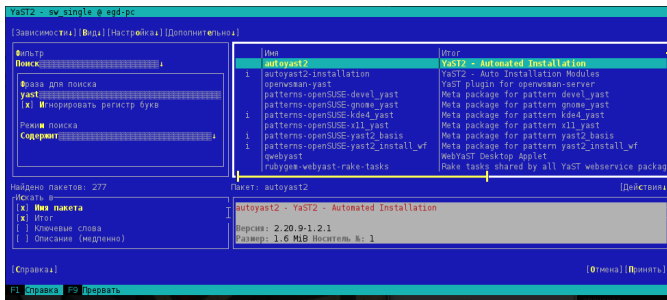 YaST2 - sw_single @ egd-pc
[Зависимости↓][Вид↓][Настройка↓][Дополнительно↓]
Фильтр
Поиск ↓
Фраза для поиска
yast
[x] Игнорировать регистр букв
Режим поиска
Содержит ↓
Имя Итог
autoyast2 YaST2 - Automated Installation
i autoyast2-installation YaST2 - Auto Installation Modules
openwsman-yast YaST plugin for openwsman-server
patterns-openSUSE-devel_yast Meta package for pattern devel_yast
patterns-openSUSE-gnome_yast Meta package for pattern gnome_yast
i patterns-openSUSE-kde4_yast Meta package for pattern kde4_yast
patterns-openSUSE-x11_yast Meta package for pattern x11_yast
i patterns-openSUSE-yast2_basis Meta package for pattern yast2_basis
i patterns-openSUSE-yast2_install_wf Meta package for pattern yast2_install_wf
qwebyast WebYaST Desktop Applet
rubygem-webyast-rake-tasks Rake tasks shared by all YaST webservice packag
Найдено пакетов: 277
Пакет: autoyast2 [Действия↓
Искать в
[x] Имя пакета
[x] Итог
[ ] Ключевые слова
[ ] Описание (медленно)
autoyast2 - YaST2 - Automated Installation
Версия: 2.20.9-1.2.1
Размер: 1.6 MiB Носитель №: 1
[Справка↓] [Отмена][Принять]
F1 Справка F9 Прервать